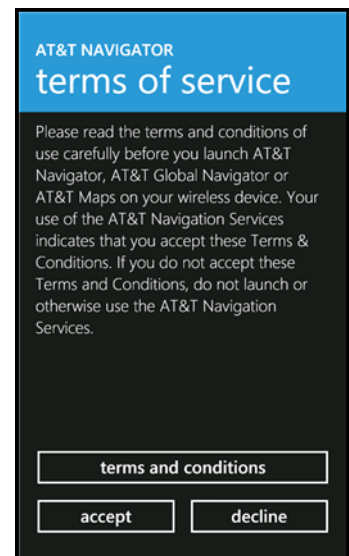 AT&T NAVIGATOR
terms of service
Please read the terms and conditions of
use carefully before you launch AT&T
Navigator, AT&T Global Navigator or
AT&T Maps on your wireless device. Your
use of the AT&T Navigation Services
indicates that you accept these Terms &
Conditions. If you do not accept these
Terms and Conditions, do not launch or
otherwise use the AT&T Navigation
Services.
terms and conditions
accept decline